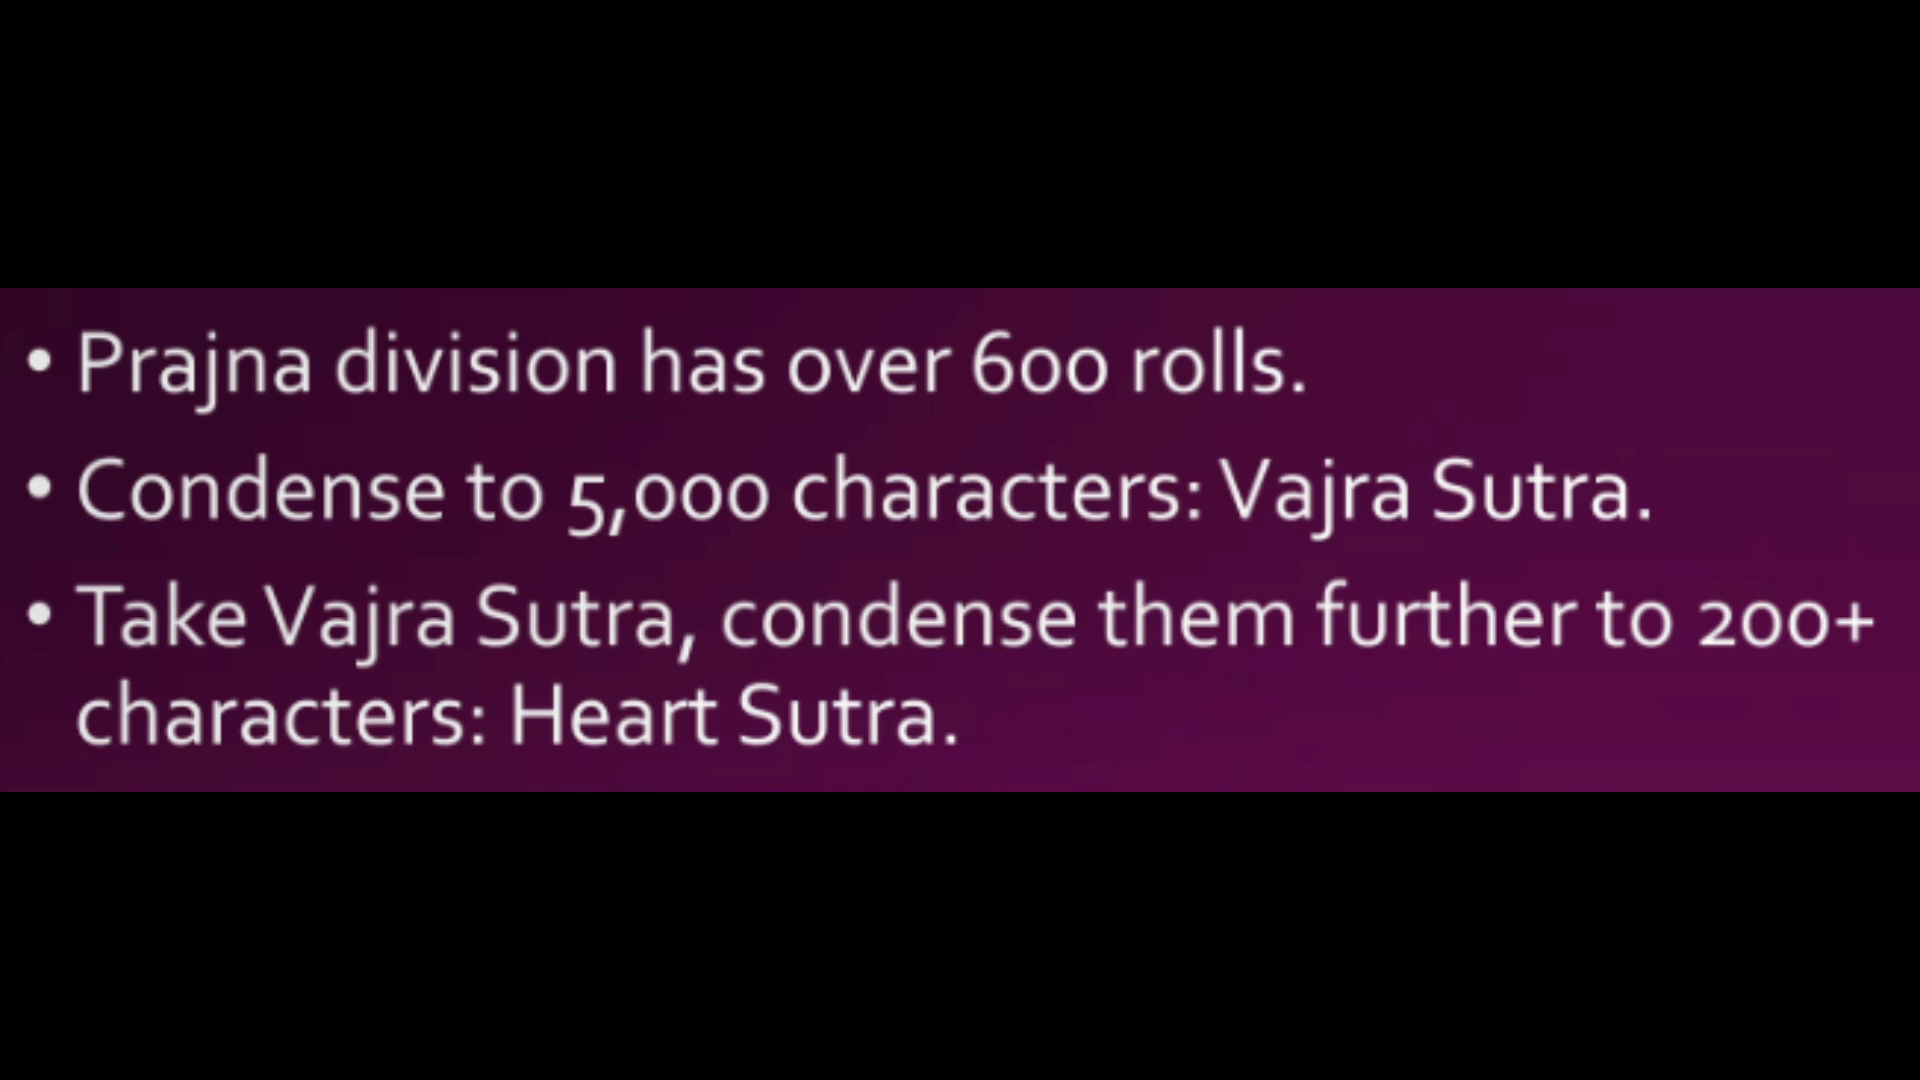 • Prajna division has over 600 rolls.
• Condense to 5,000 characters: Vajra Sutra.
• Take Vajra Sutra, condense them further to 200+
characters: Heart Sutra.